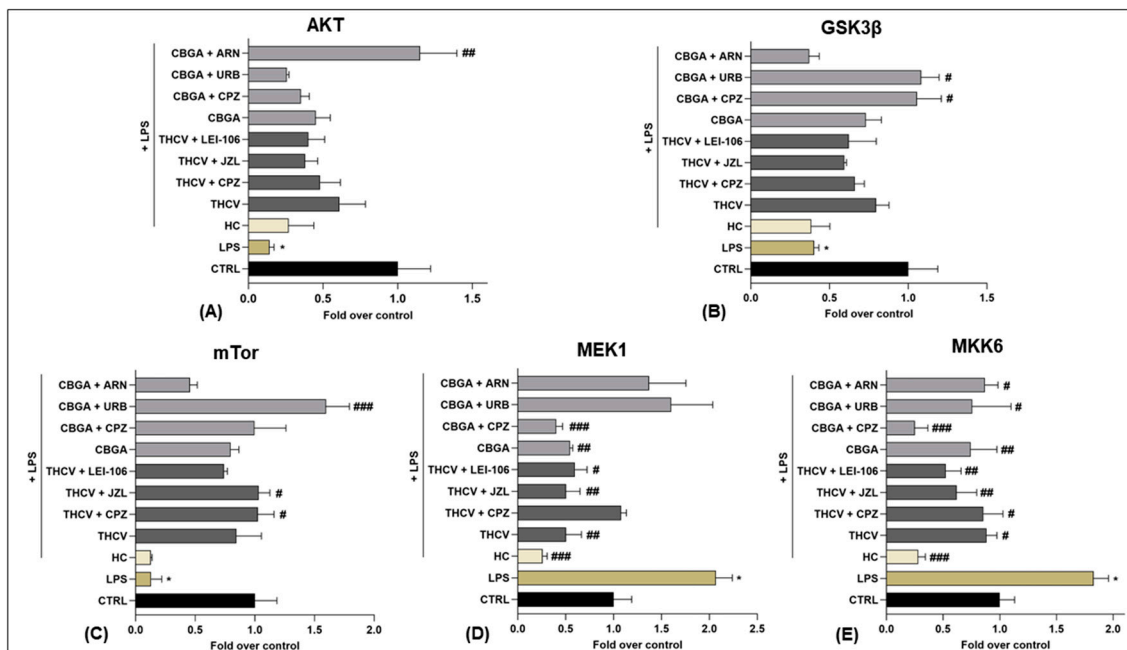 AKT
CBGA + ARN
##
CBGA + URB
CBGA + CPZ
CBGA
THCV + LEI-106
THCV + JZL
THCV + CPZ
THCV
HC
LPS
*
CTRL
+ LPS
0.0 0.5 1.0 1.5
Fold over control
(A)
GSK3β
CBGA + ARN
CBGA + URB
#
CBGA + CPZ
#
CBGA
THCV + LEI-106
THCV + JZL
THCV + CPZ
THCV
HC
LPS
*
CTRL
+ LPS
0.0 0.5 1.0 1.5
Fold over control
(B)
mTor
CBGA + ARN
CBGA + URB
###
CBGA + CPZ
CBGA
THCV + LEI-106
THCV + JZL
#
THCV + CPZ
#
THCV
HC
LPS
*
CTRL
+ LPS
0.0 0.5 1.0 1.5 2.0
Fold over control
(C)
MEK1
CBGA + ARN
CBGA + URB
CBGA + CPZ
###
CBGA
##
THCV + LEI-106
#
THCV + JZL
##
THCV + CPZ
THCV
##
HC
###
LPS
*
CTRL
+ LPS
0.0 0.5 1.0 1.5 2.0 2.5
Fold over control
(D)
MKK6
CBGA + ARN
#
CBGA + URB
#
CBGA + CPZ
###
CBGA
##
THCV + LEI-106
##
THCV + JZL
##
THCV + CPZ
#
THCV
#
HC
###
LPS
*
CTRL
+ LPS
0.0 0.5 1.0 1.5 2.0
Fold over control
(E)